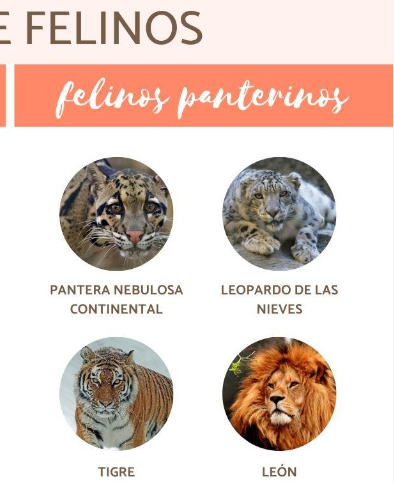 E FELINOS
felinos panterinos
PANTERA NEBULOSA
CONTINENTAL
LEOPARDO DE LAS
NIEVES
TIGRE
LEÓN